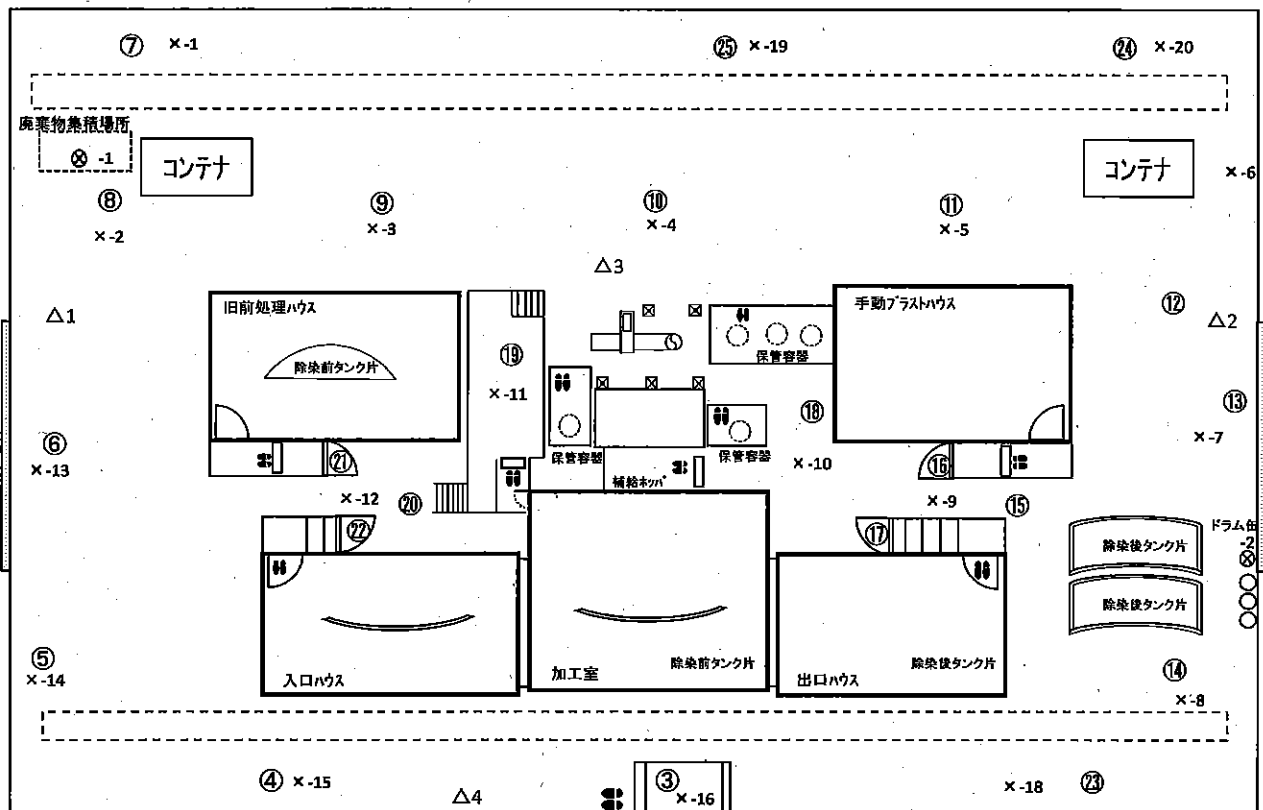 ⑦ ×-1 ㉕ ×-19 ㉔ ×-20
廃棄物集積場所
⊗ -1
コンテナ
コンテナ
×-6
⑧ ⑨ ⑩ ⑪
×-2 ×-3 ×-4 ×-5
△3
△1
旧前処理ハウス
手動ブラストハウス
⑫
△2
除染前タンク片
⑲
保管容器
×-11
⑱
⑬
⑥
×-7
×-13
㉑
保管容器
保管容器
×-10
⑯
補給ホッパ
×-12
⑳
×-9
⑮
㉒
⑰
ドラム缶
-2
⊗
除染後タンク片
除染後タンク片
⑤
×-14
入口ハウス
加工室
除染前タンク片
出口ハウス
除染後タンク片
⑭
×-8
④ ×-15
△4
③
×-16
×-18 ㉓